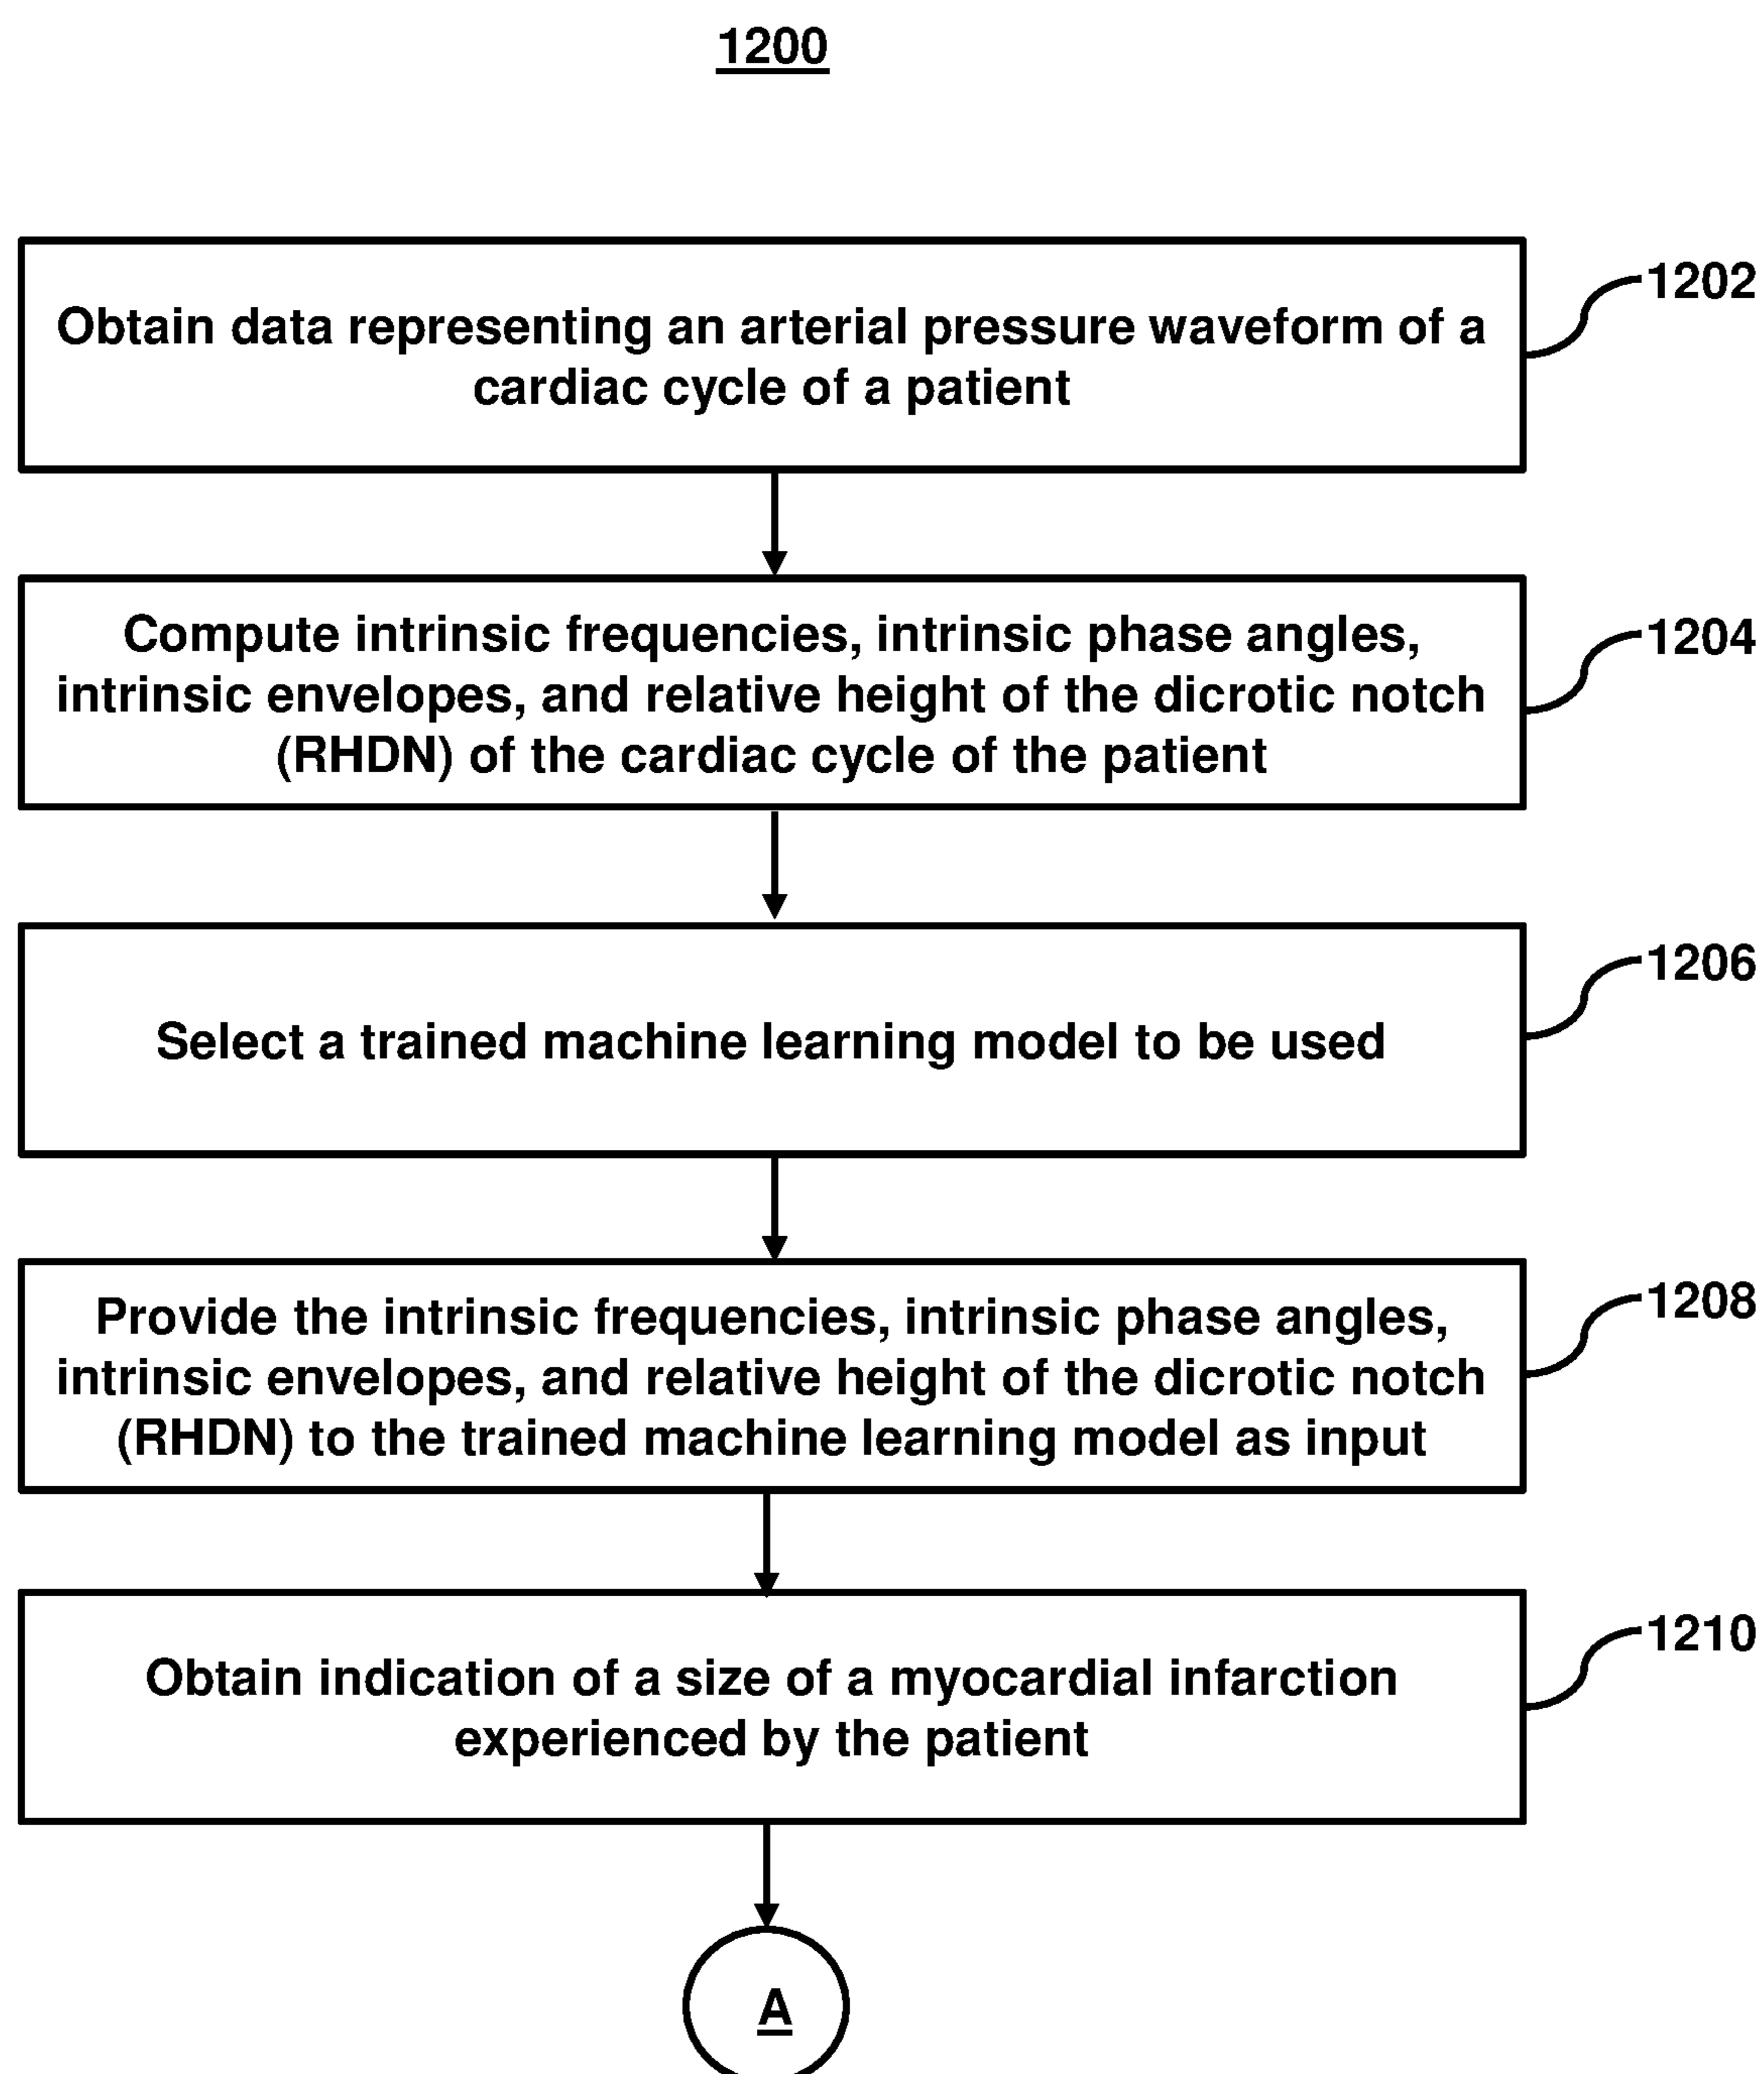 1200
Obtain data representing an arterial pressure waveform of a
cardiac cycle of a patient
1202
Compute intrinsic frequencies, intrinsic phase angles,
intrinsic envelopes, and relative height of the dicrotic notch
(RHDN) of the cardiac cycle of the patient
1204
Select a trained machine learning model to be used
1206
Provide the intrinsic frequencies, intrinsic phase angles,
intrinsic envelopes, and relative height of the dicrotic notch
(RHDN) to the trained machine learning model as input
1208
Obtain indication of a size of a myocardial infarction
experienced by the patient
1210
A